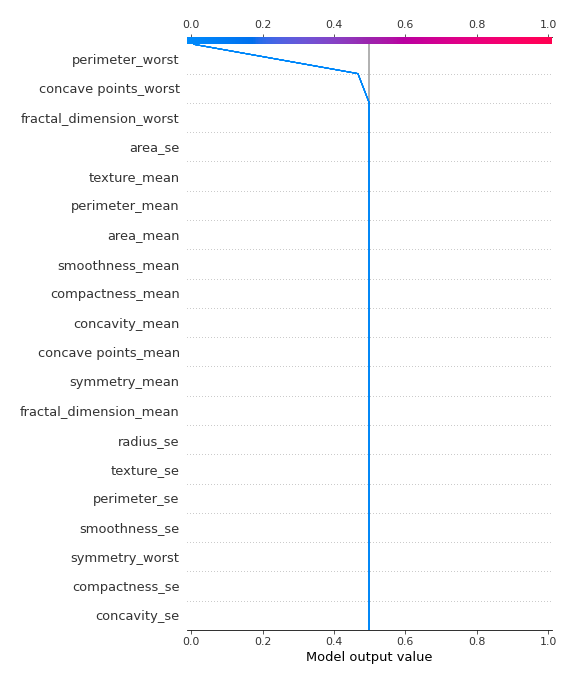 0.0 0.2 0.4 0.6 0.8 1.0
perimeter_worst
concave points_worst
fractal_dimension_worst
area_se
texture_mean
perimeter_mean
area_mean
smoothness_mean
compactness_mean
concavity_mean
concave points_mean
symmetry_mean
fractal_dimension_mean
radius_se
texture_se
perimeter_se
smoothness_se
symmetry_worst
compactness_se
concavity_se
0.0 0.2 0.4 0.6 0.8 1.0
Model output value